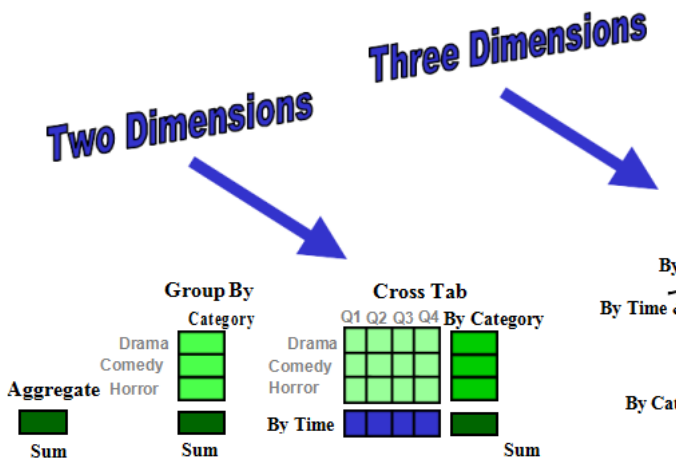 Three Dimensions
Two Dimensions
Group By
Category
Drama
Comedy
Horror
Aggregate
Sum
Sum
Cross Tab
Q1 Q2 Q3 Q4 By Category
Drama
Comedy
Horror
By Time
Sum
By
By Time
By Cat